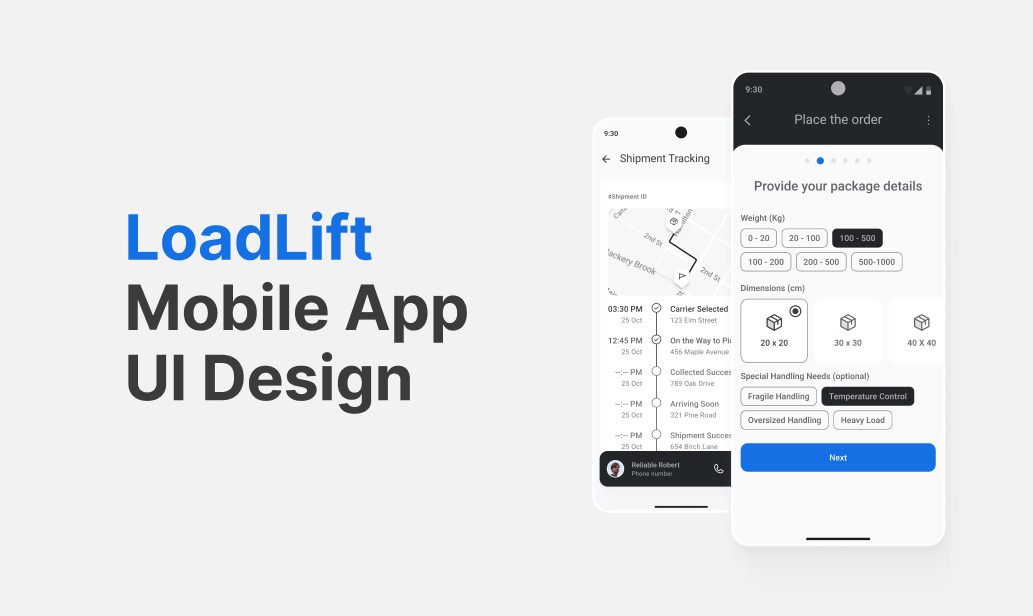 LoadLift
Mobile App
UI Design
9:30
Shipment Tracking
#Shipment ID
2nd St
ackery Brook
2nd St
03:30 PM
Carrier Selected
25 Oct
123 Elm Street
12:45 PM
On the Way to Pi
25 Oct
456 Maple Avenue
--:-- PM
Collected Succes
25 Oct
789 Oak Drive
--:-- PM
Arriving Soon
25 Oct
321 Pine Road
--:-- PM
Shipment Succes
25 Oct
654 Birch Lane
Reliable Robert
Phone number
9:30
Place the order
Provide your package details
Weight (Kg)
0 - 20 20 - 100 100 - 500
100 - 200 200 - 500 500-1000
Dimensions (cm)
20 x 20 30 x 30 40 X 40
Special Handling Needs (optional)
Fragile Handling Temperature Control
Oversized Handling Heavy Load
Next